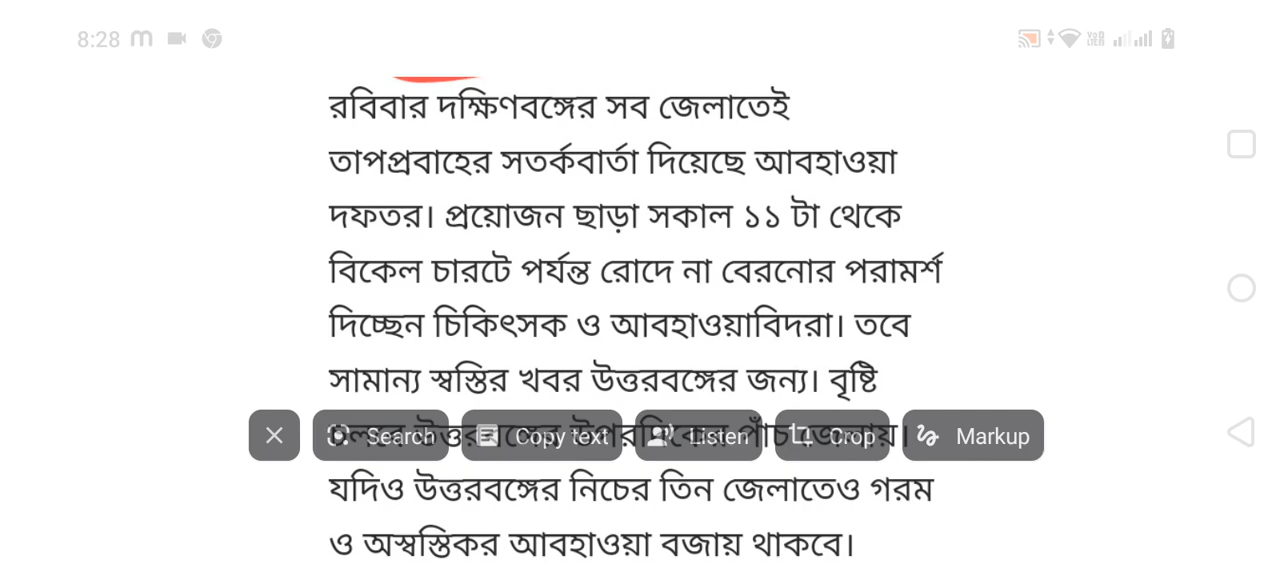 8:28
রবিবার দক্ষিণবঙ্গের সব জেলাতেই
তাপপ্রবাহের সতর্কবার্তা দিয়েছে আবহাওয়া
দফতর। প্রয়োজন ছাড়া সকাল ১১ টা থেকে
বিকেল চারটে পর্যন্ত রোদে না বেরনোর পরামর্শ
দিচ্ছেন চিকিৎসক ও আবহাওয়াবিদরা। তবে
সামান্য স্বস্তির খবর উত্তরবঙ্গের জন্য। বৃষ্টি
Search Copy text Listen Crop Markup
যদিও উত্তরবঙ্গের নিচের তিন জেলাতেও গরম
ও অস্বস্তিকর আবহাওয়া বজায় থাকবে।